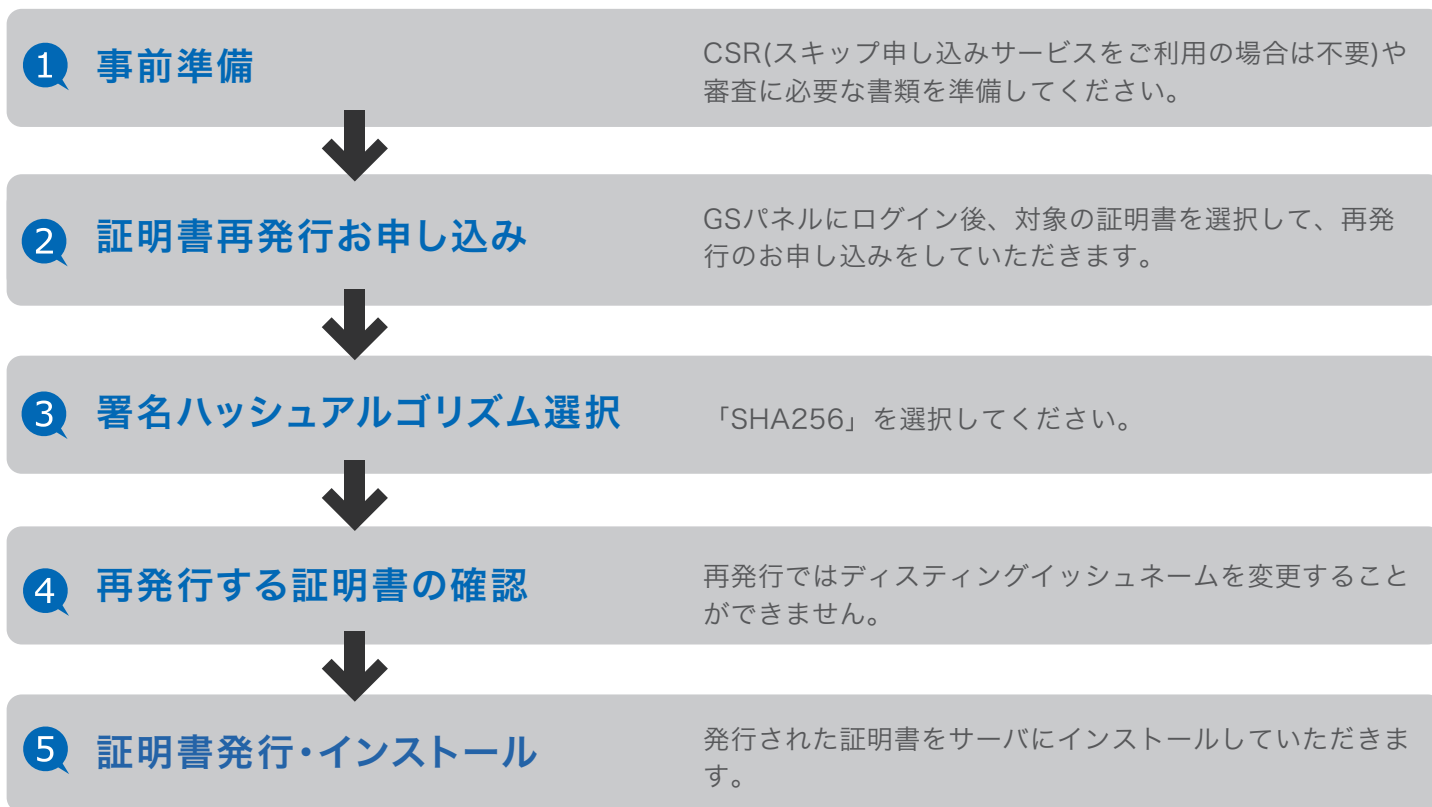 1 事前準備
CSR(スキップ申し込みサービスをご利用の場合は不要)や
審査に必要な書類を準備してください。
2 証明書再発行お申し込み
GSパネルにログイン後、対象の証明書を選択して、再発
行のお申し込みをしていただきます。
3 署名ハッシュアルゴリズム選択
「SHA256」を選択してください。
4 再発行する証明書の確認
再発行ではディスティングイッシュネームを変更すること
ができません。
5 証明書発行・インストール
発行された証明書をサーバにインストールしていただきま
す。